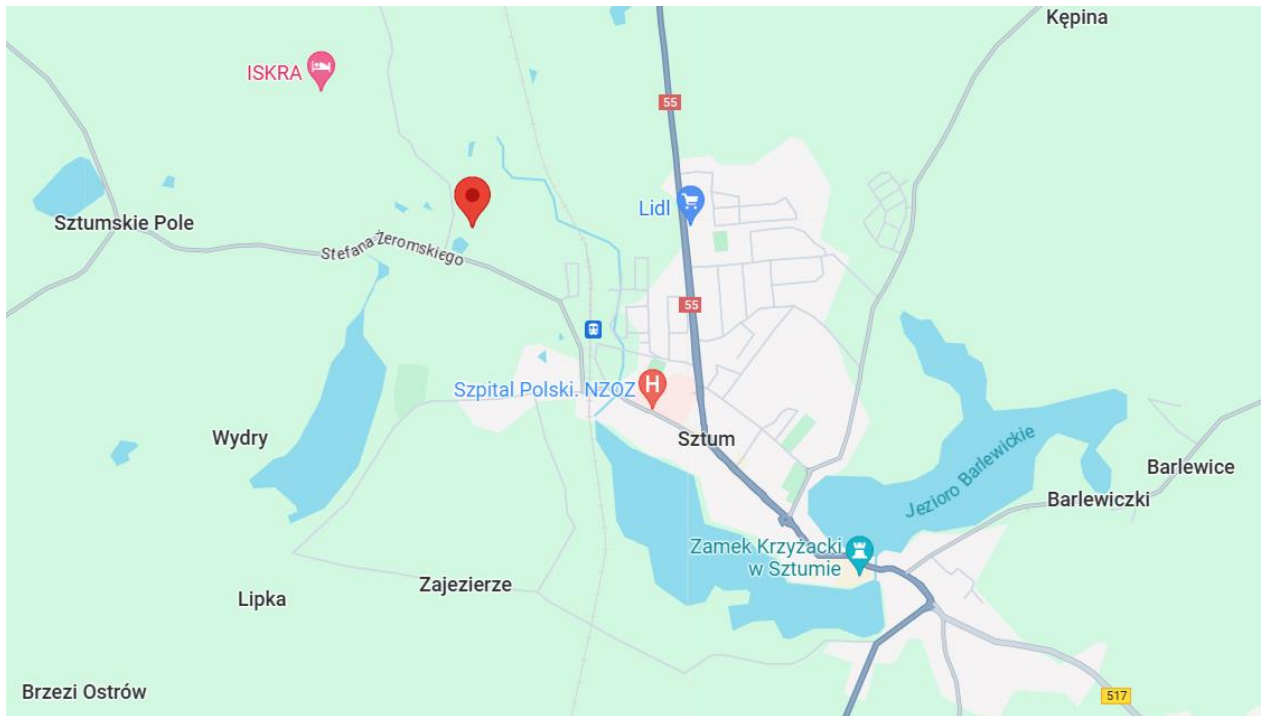 Kępina
ISKRA
55
Lidl
Sztumskie Pole
Stefana Żeromskiego
55
Szpital Polski. NZOZ
H
Sztum
Wydry
Jezioro Barlewickie
Barlewice
Barlewiczki
Zamek Krzyżacki
w Sztumie
Zajezierze
Lipka
Brzezi Ostrów
517